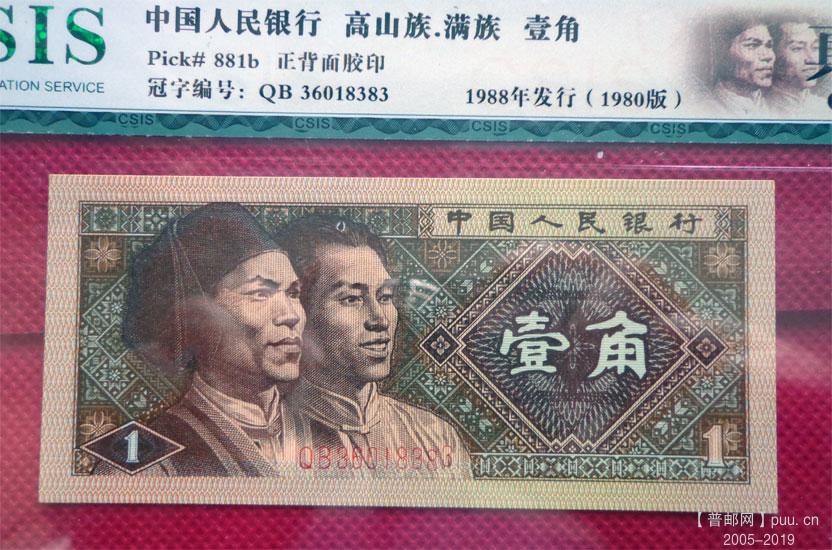 SIS
ATION SERVICE
中国人民银行 高山族.满族 壹角
Pick# 881b 正背面胶印
冠字编号: QB 36018383
1988年发行(1980版)
CSIS CSIS CSIS CSIS
中国人民银行
壹角
1
1
QB36018383
【普邮网】puu.cn
2005-2019